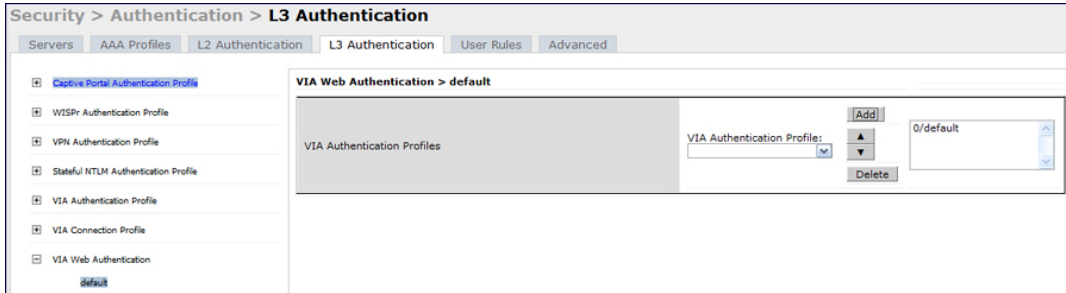 Security > Authentication > L3 Authentication
Servers AAA Profiles L2 Authentication L3 Authentication User Rules Advanced
Captive Portal Authentication Profile
WISPr Authentication Profile
VPN Authentication Profile
Stateful NTLM Authentication Profile
VIA Authentication Profile
VIA Connection Profile
VIA Web Authentication
default
VIA Web Authentication > default
VIA Authentication Profiles
VIA Authentication Profile:
Add
Delete
0/default